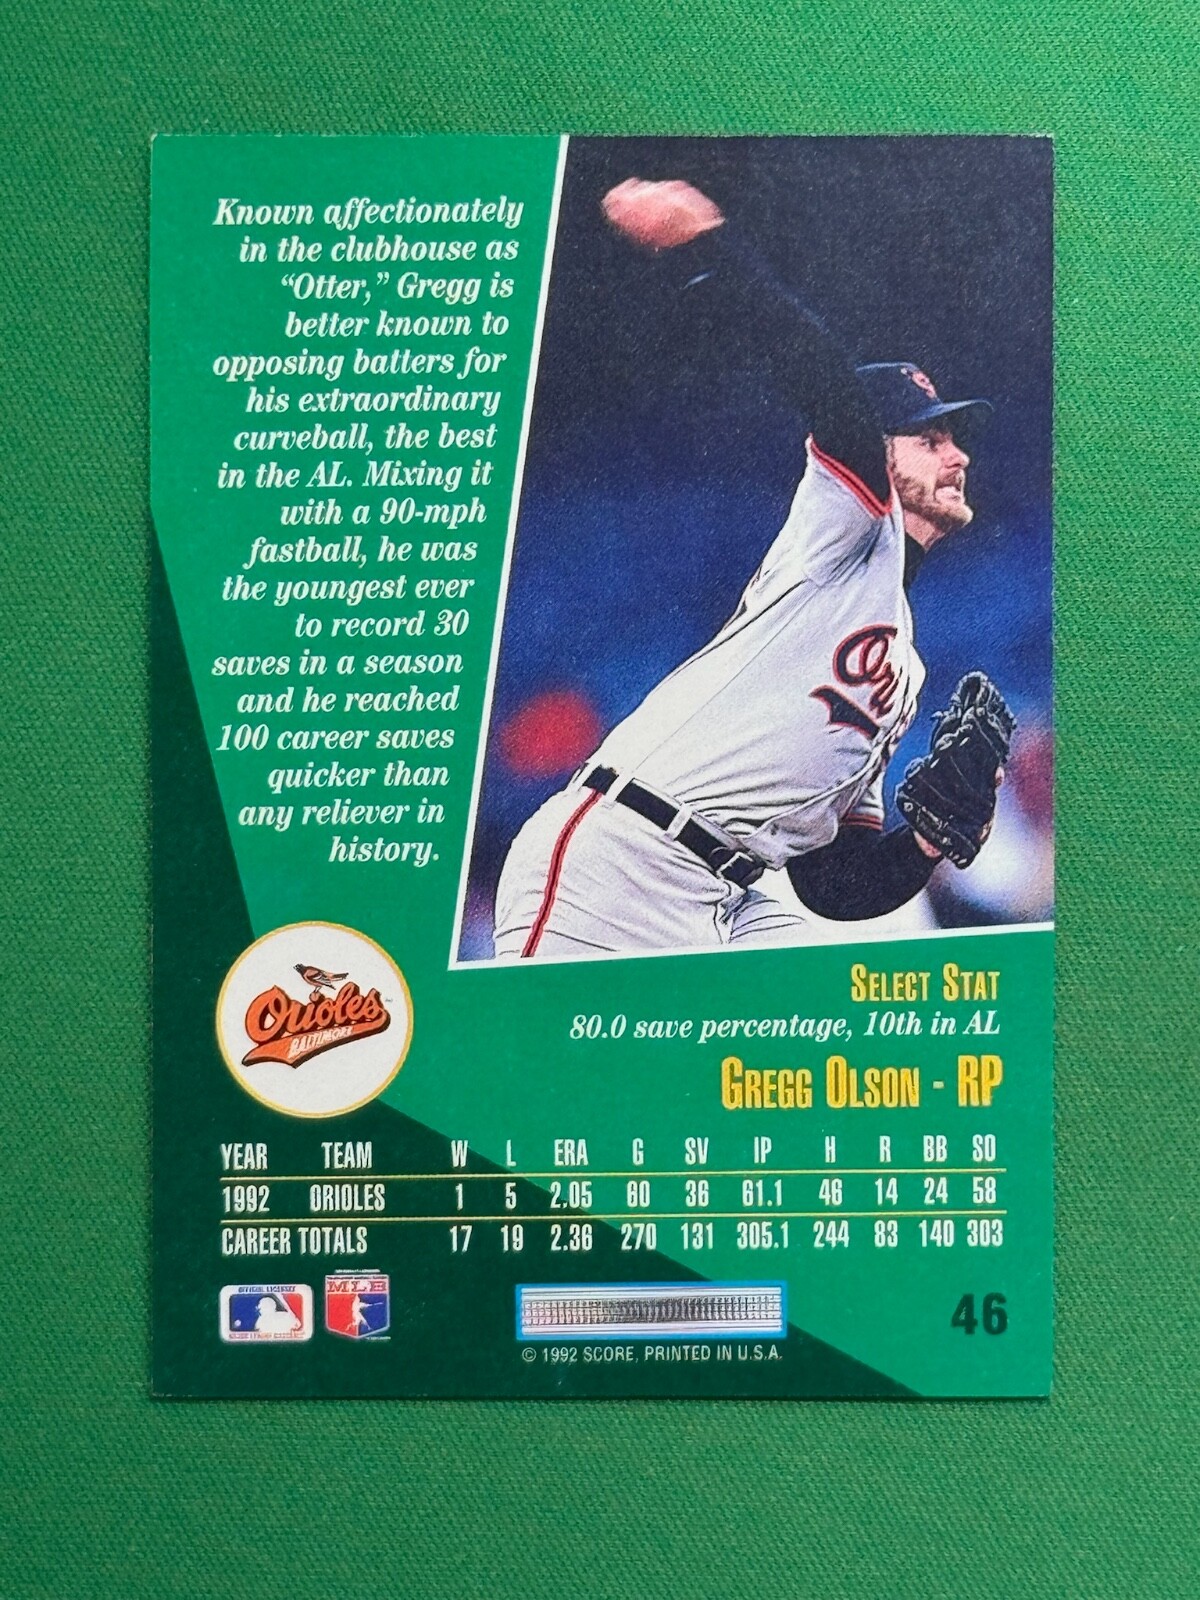 Known affectionately
in the clubhouse as
“Otter,” Gregg is
better known to
opposing batters for
his extraordinary
curveball, the best
in the AL. Mixing it
with a 90-mph
fastball, he was
the youngest ever
to record 30
saves in a season
and he reached
100 career saves
quicker than
any reliever in
history.
Orioles
BALTIMORE
SELECT STAT
80.0 save percentage, 10th in AL
GREGG OLSON - RP
YEAR TEAM W L ERA G SV IP H R BB SO
1992 ORIOLES 1 5 2.05 60 36 61.1 46 14 24 58
CAREER TOTALS 17 19 2.36 270 131 305.1 244 83 140 303
MLB
46
© 1992 SCORE, PRINTED IN U.S.A.